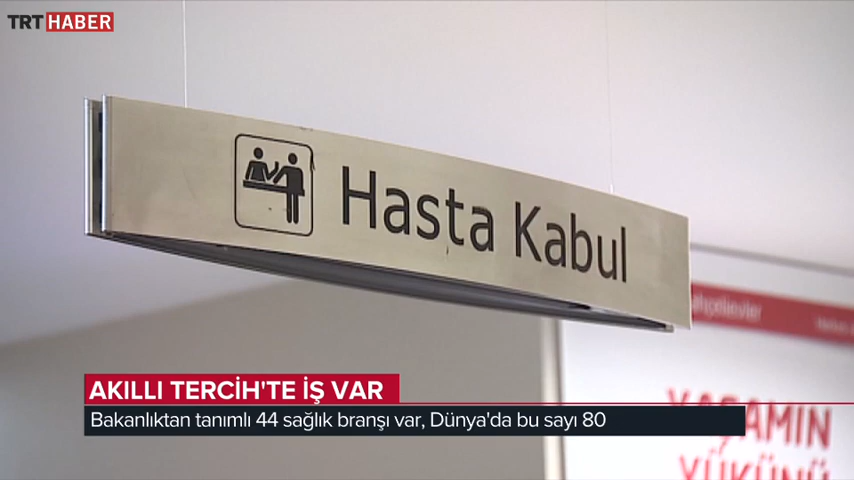 TRT HABER
Hasta Kabul
YAŞAMIN
YÜKÜNÜ
AKILLI TERCİH'TE İŞ VAR
Bakanlıktan tanımlı 44 sağlık branşı var, Dünya'da bu sayı 80